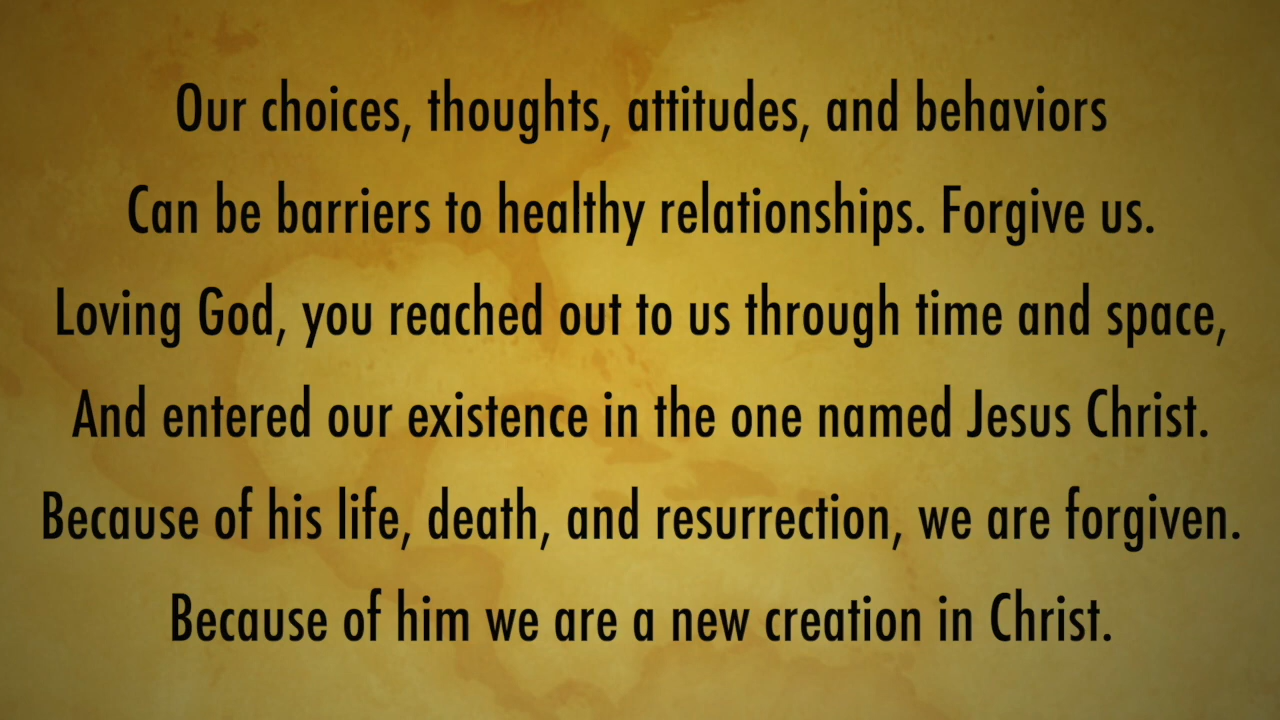 Our choices, thoughts, attitudes, and behaviors
Can be barriers to healthy relationships. Forgive us.
Loving God, you reached out to us through time and space,
And entered our existence in the one named Jesus Christ.
Because of his life, death, and resurrection, we are forgiven.
Because of him we are a new creation in Christ.